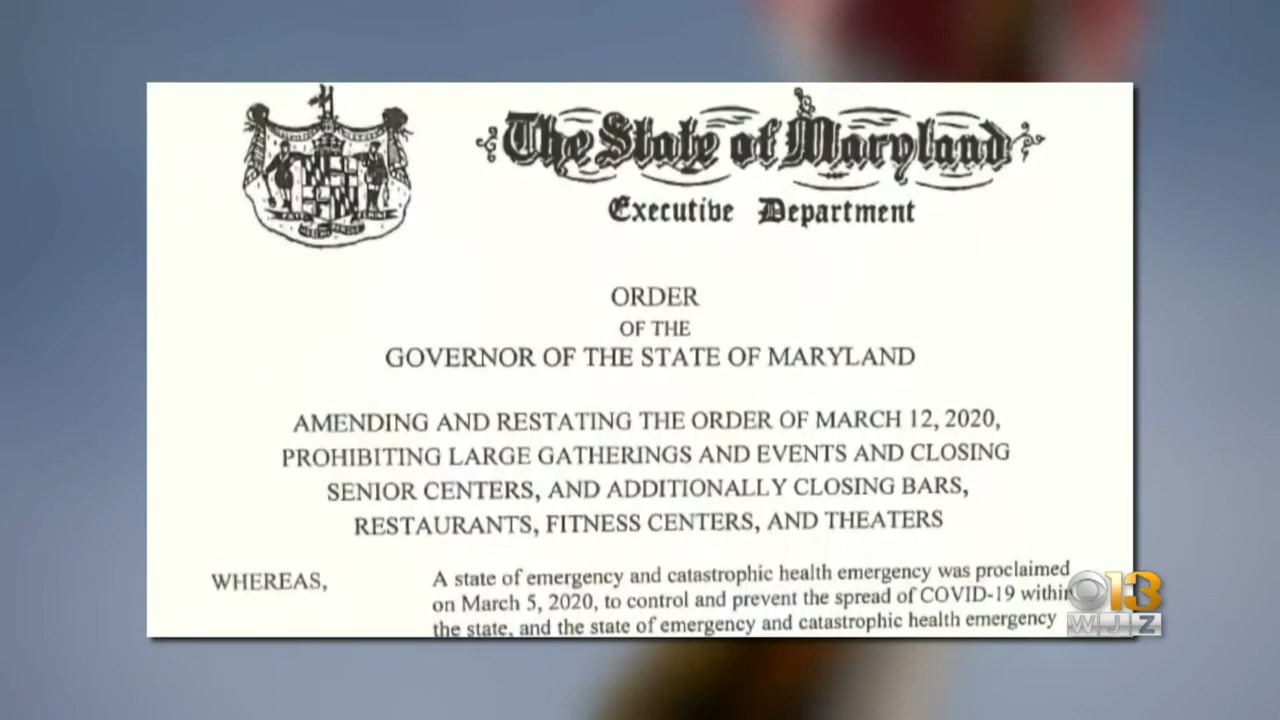 The State of Maryland
Executive Department
ORDER
OF THE
GOVERNOR OF THE STATE OF MARYLAND
AMENDING AND RESTATING THE ORDER OF MARCH 12, 2020,
PROHIBITING LARGE GATHERINGS AND EVENTS AND CLOSING
SENIOR CENTERS, AND ADDITIONALLY CLOSING BARS,
RESTAURANTS, FITNESS CENTERS, AND THEATERS
WHEREAS,
A state of emergency and catastrophic health emergency was proclaimed
on March 5, 2020, to control and prevent the spread of COVID-19 within
the state, and the state of emergency and catastrophic health emergency
13
WJZ